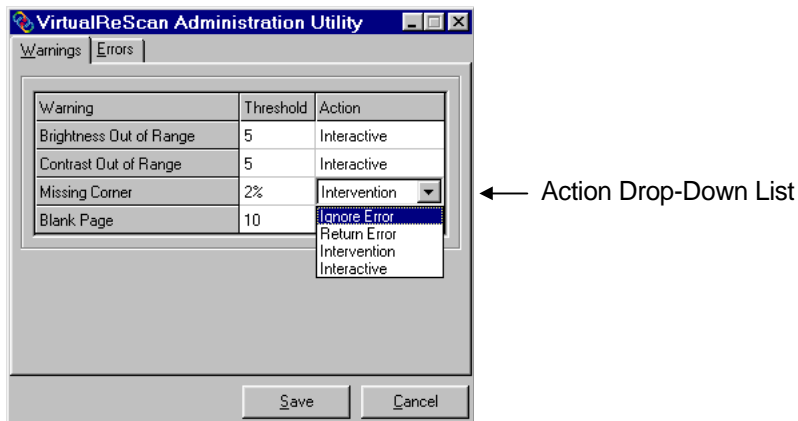 VirtualReScan Administration Utility
Warnings Errors
Warning Threshold Action
Brightness Out of Range 5 Interactive
Contrast Out of Range 5 Interactive
Missing Corner 2% Intervention
Action Drop-Down List
Blank Page 10
Ignore Error
Return Error
Intervention
Interactive
Save Cancel